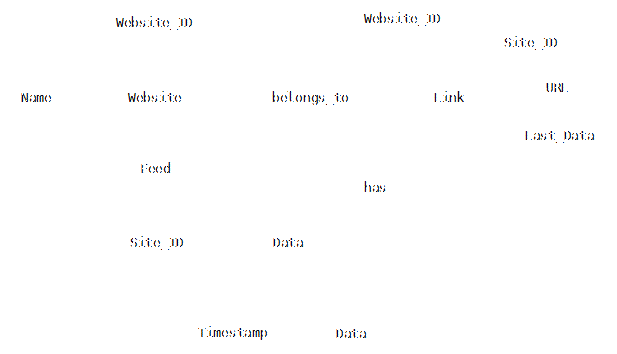 Website_ID
Website_ID
Site_ID
URL
Name
Website
belongs_to
Link
Last_Data
Feed
has
Site_ID
Data
Timestamp
Data